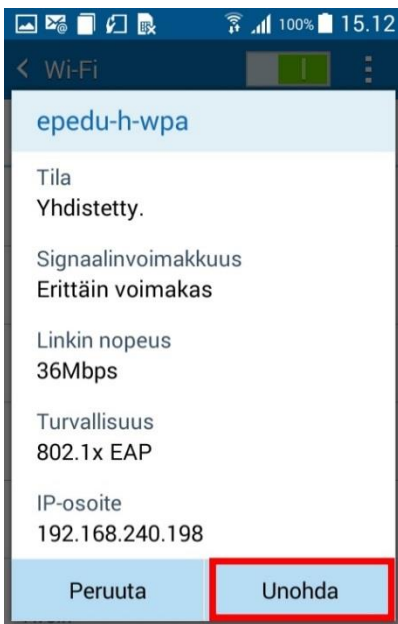 100% 15.12
Wi-Fi
epedu-h-wpa
Tila
Yhdistetty.
Signaalinvoimakkuus
Erittäin voimakas
Linkin nopeus
36Mbps
Turvallisuus
802.1x EAP
IP-osoite
192.168.240.198
Peruuta Unohda